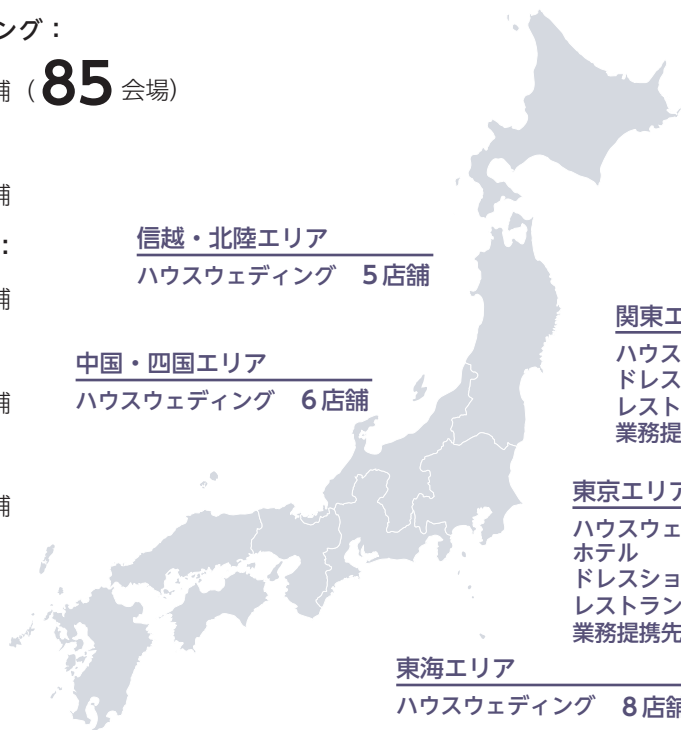 ング：
舗（85会場）
舗
：
舗
舗
舗
信越・北陸エリア
ハウスウェディング　5店舗
中国・四国エリア
ハウスウェディング　6店舗
関東エ
ハウス
ドレス
レスト
業務提
東京エリア
ハウスウェ
ホテル
ドレスショ
レストラン
業務提携先
東海エリア
ハウスウェディング　8店舗